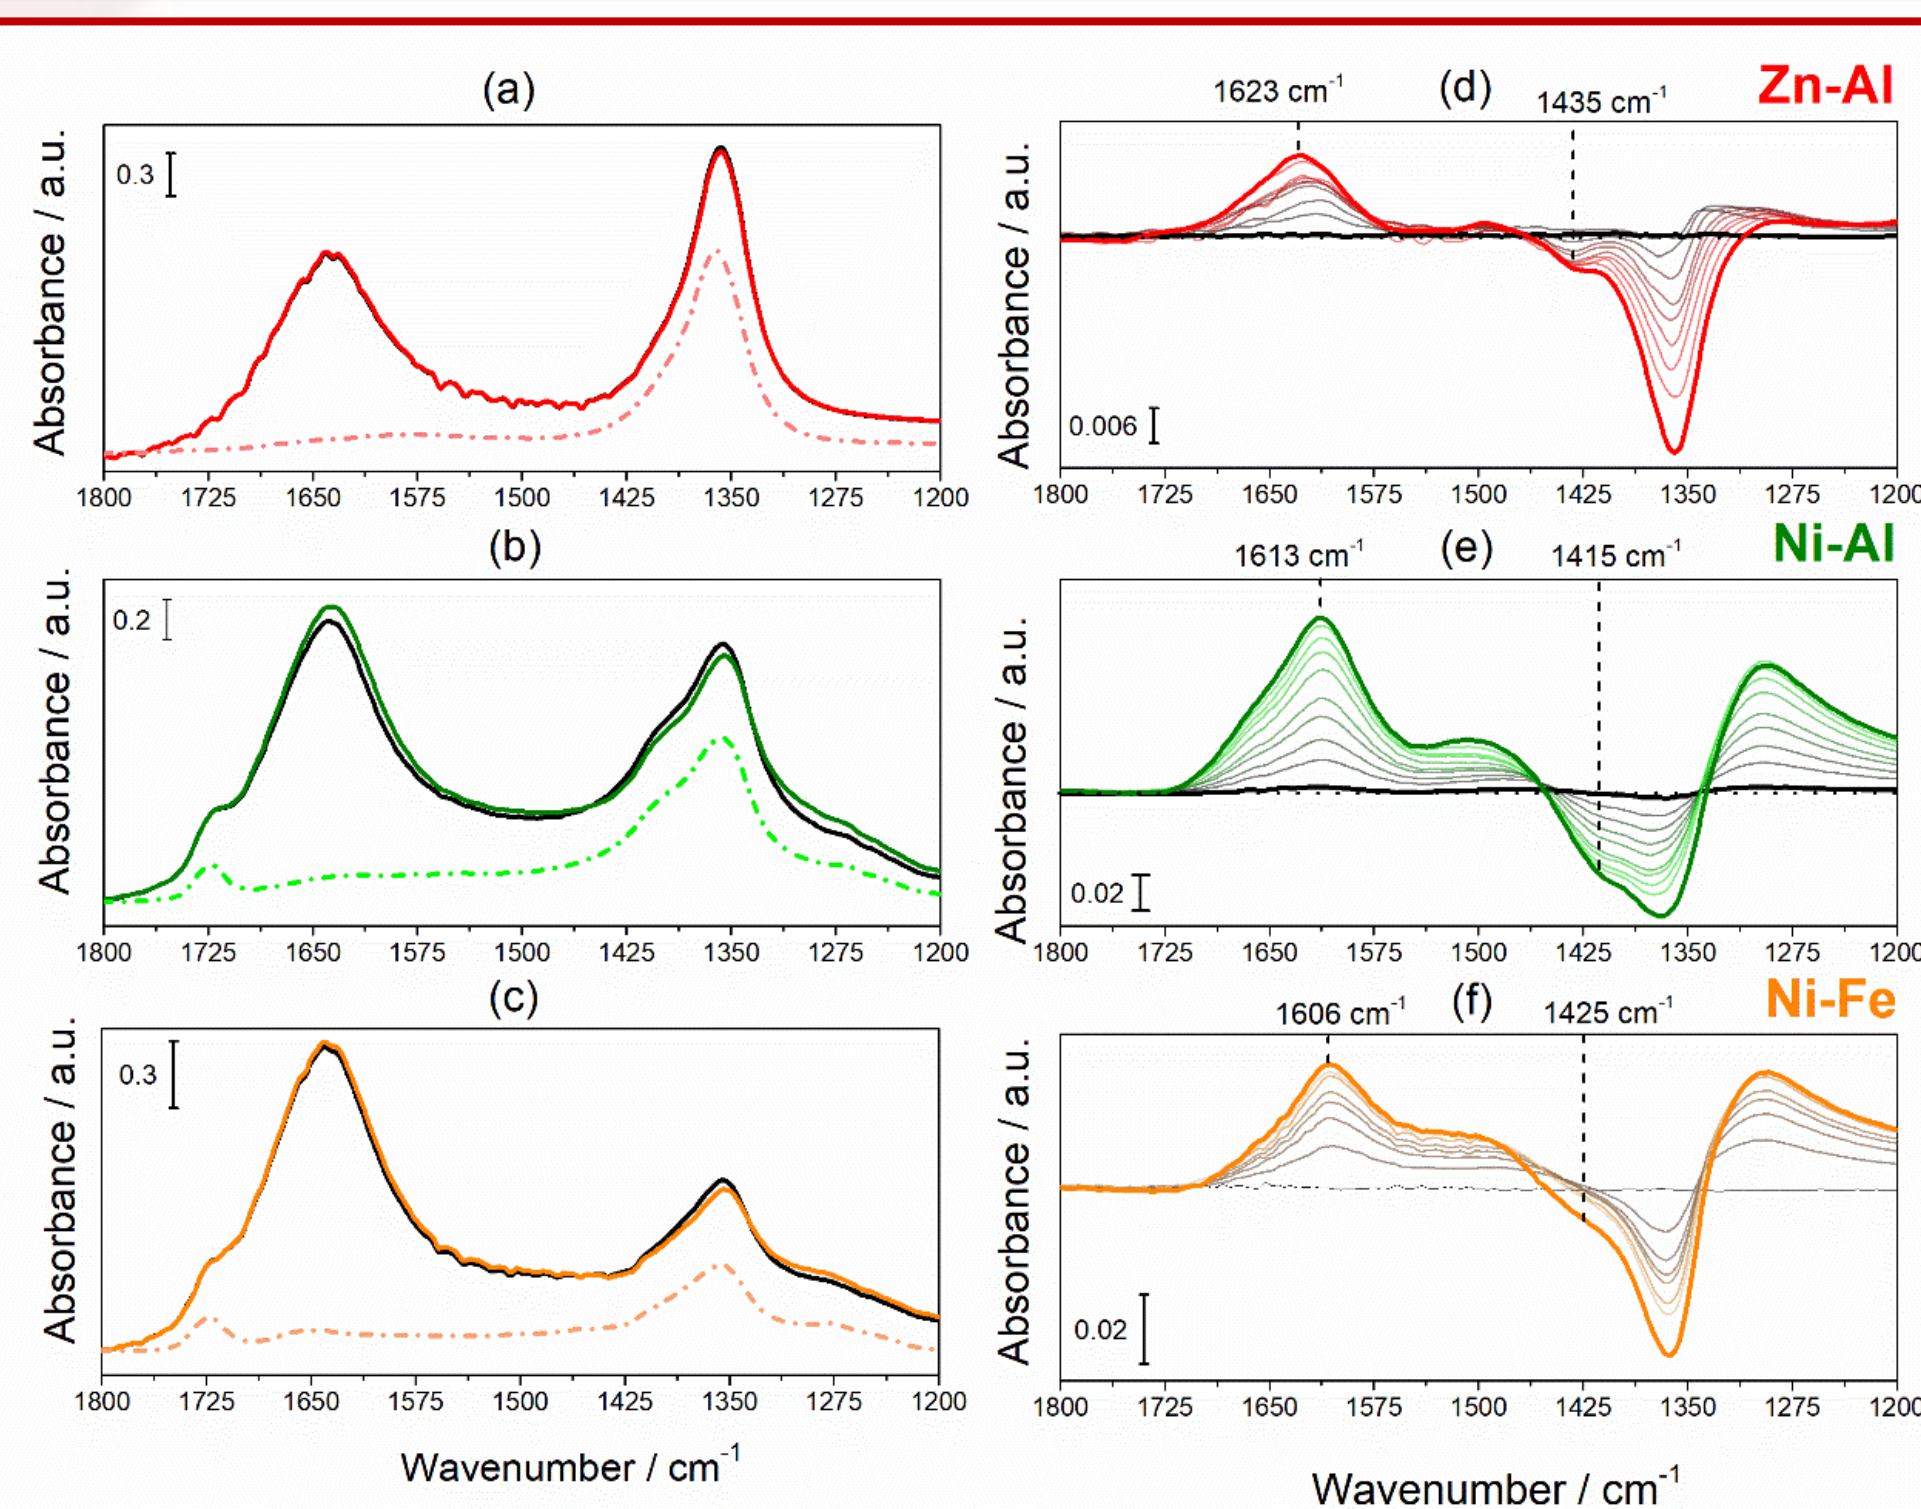 (a)
0.3
Absorbance / a.u.
1800 1725 1650 1575 1500 1425 1350 1275 1200
(b)
0.2
Absorbance / a.u.
1800 1725 1650 1575 1500 1425 1350 1275 1200
(c)
0.3
Absorbance / a.u.
1800 1725 1650 1575 1500 1425 1350 1275 1200
Wavenumber / cm⁻¹
1623 cm⁻¹ (d) 1435 cm⁻¹ Zn-Al
0.006
Absorbance / a.u.
1800 1725 1650 1575 1500 1425 1350 1275 1200
1613 cm⁻¹ (e) 1415 cm⁻¹ Ni-Al
0.02
Absorbance / a.u.
1800 1725 1650 1575 1500 1425 1350 1275 1200
1606 cm⁻¹ (f) 1425 cm⁻¹ Ni-Fe
0.02
Absorbance / a.u.
1800 1725 1650 1575 1500 1425 1350 1275 1200
Wavenumber / cm⁻¹